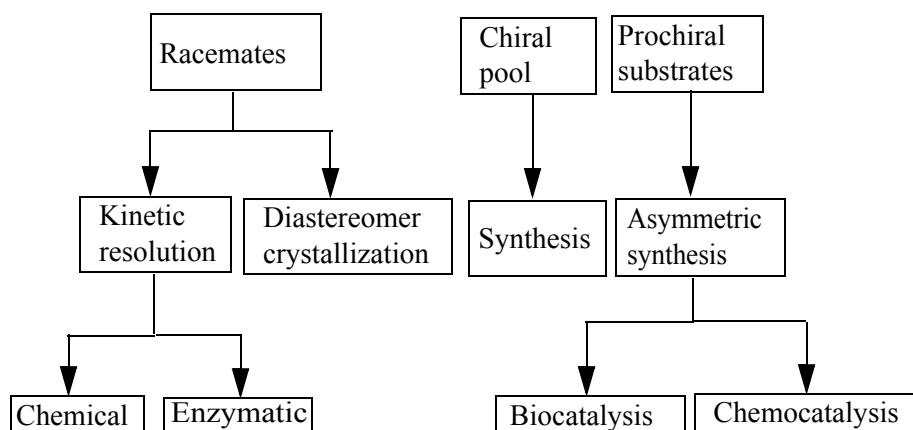 Racemates
Chiral
pool
Prochiral
substrates
Kinetic
resolution
Diastereomer
crystallization
Synthesis
Asymmetric
synthesis
Chemical
Enzymatic
Biocatalysis
Chemocatalysis